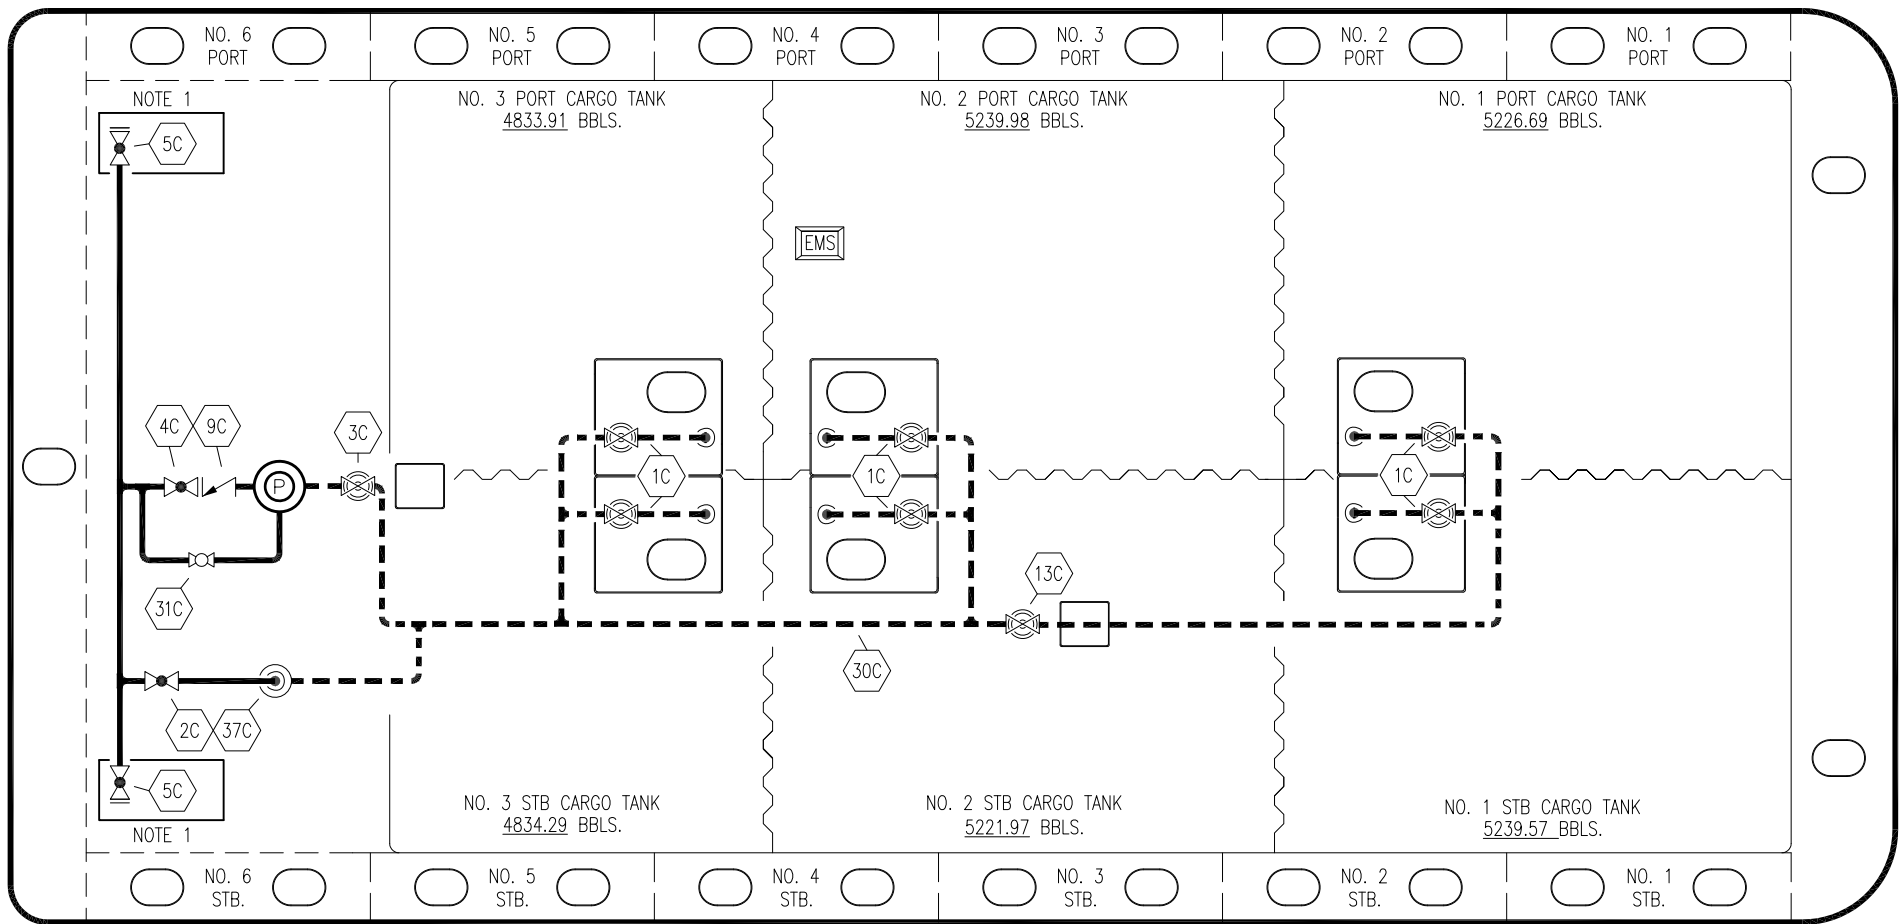 NO. 6
PORT
NO. 5
PORT
NO. 4
PORT
NO. 3
PORT
NO. 2
PORT
NO. 1
PORT
NOTE 1
5C
NO. 3 PORT CARGO TANK
4833.91 BBLS.
NO. 2 PORT CARGO TANK
5239.98 BBLS.
NO. 1 PORT CARGO TANK
5226.69 BBLS.
EMS
4C
9C
3C
P
1C
1C
1C
31C
13C
30C
2C
37C
5C
NOTE 1
NO. 3 STB CARGO TANK
4834.29 BBLS.
NO. 2 STB CARGO TANK
5221.97 BBLS.
NO. 1 STB CARGO TANK
5239.57 BBLS.
NO. 6
STB.
NO. 5
STB.
NO. 4
STB.
NO. 3
STB.
NO. 2
STB.
NO. 1
STB.